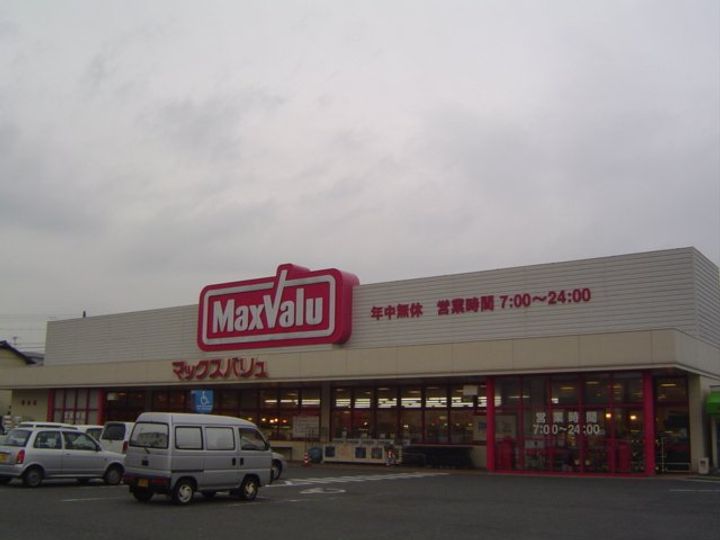 MaxValu
年中無休 営業時間 7:00〜24:00
マックスバリュ
営業時間
7:00〜24:00